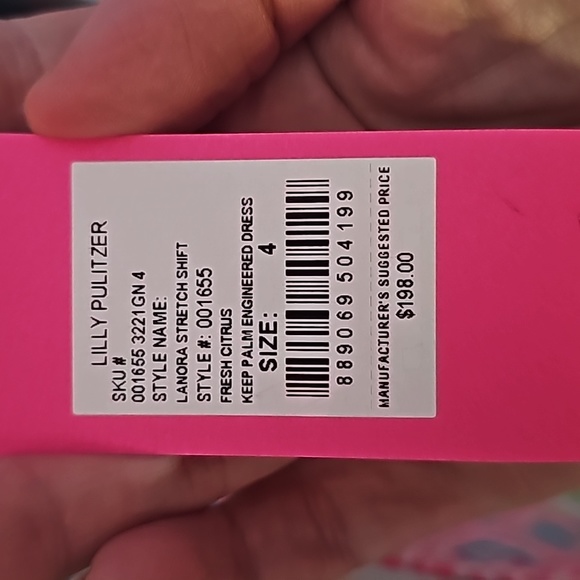 LILLY PULITZER
SKU #
001655 3221GN 4
STYLE NAME:
LANORA STRETCH SHIFT
STYLE #: 001655
FRESH CITRUS
KEEP PALM ENGINEERED DRESS
SIZE: 4
889069 504199
MANUFACTURER'S SUGGESTED PRICE
$198.00